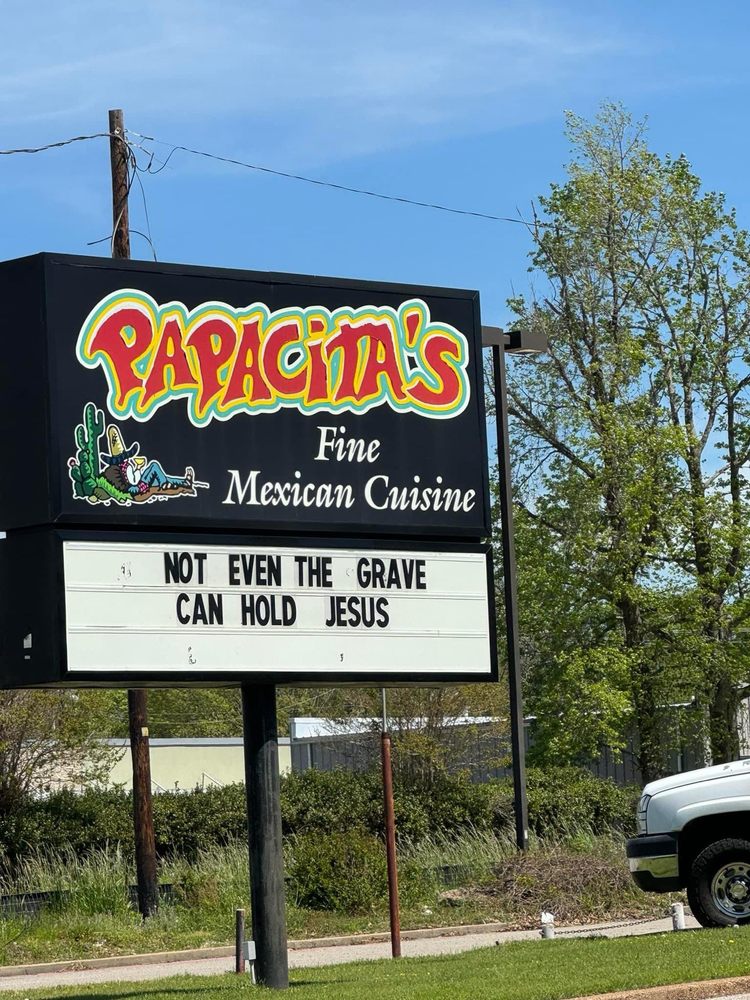 PAPACiTA'S
Fine
Mexican Cuisine
NOT EVEN THE GRAVE
CAN HOLD JESUS